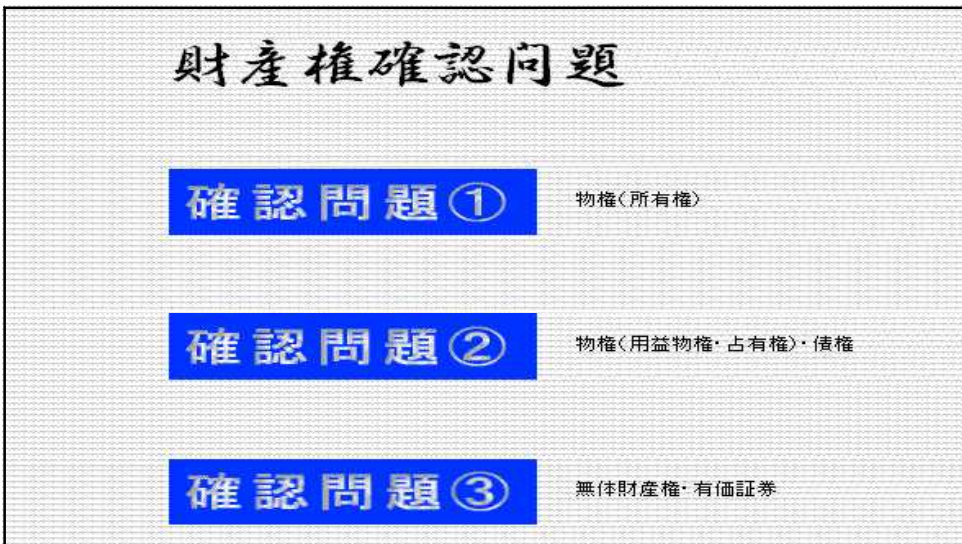 財産権確認問題
確認問題① 物権(所有権)
確認問題② 物権(用益物権・占有権)・債権
確認問題③ 無体財産権・有価証券